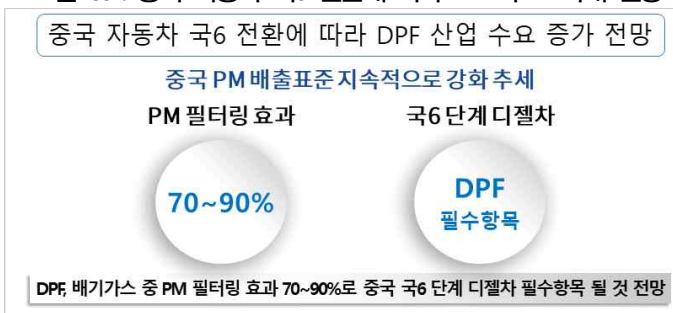 중국 자동차 국6 전환에 따라 DPF 산업 수요 증가 전망
중국 PM 배출표준 지속적으로 강화 추세
PM 필터링 효과
국6 단계 디젤차
70~90%
DPF
필수항목
DPF, 배기가스 중 PM 필터링 효과 70~90%로 중국 국6 단계 디젤차 필수항목 될 것 전망